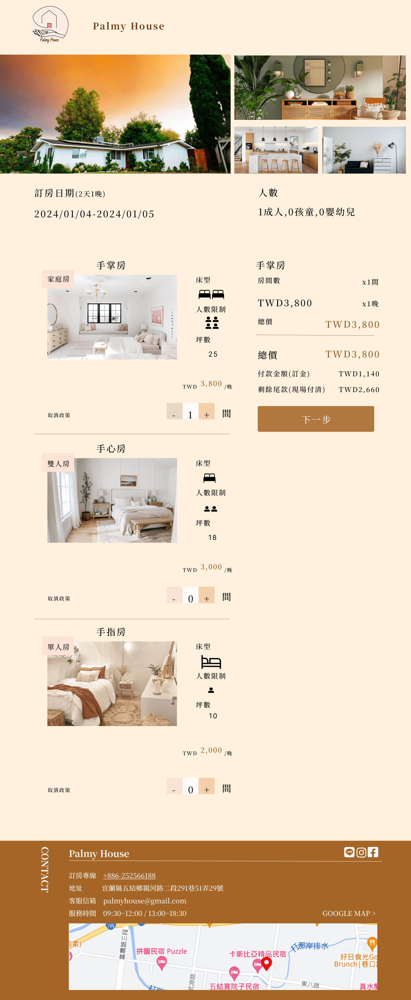 Palmy House
Palmy House
訂房日期(2天1晚)
2024/01/04-2024/01/05
人數
1成人,0孩童,0嬰幼兒
手掌房
家庭房
床型
人數限制
坪數
25
TWD 3,800 /晚
取消政策
- 1 + 間
手掌房
房間數 x1間
TWD3,800 x1晚
總價 TWD3,800
總價 TWD3,800
付款金額(訂金) TWD1,140
剩餘尾款(現場付清) TWD2,660
下一步
手心房
雙人房
床型
人數限制
坪數
18
TWD 3,000 /晚
取消政策
- 0 + 間
手指房
單人房
床型
人數限制
坪數
10
TWD 2,000 /晚
取消政策
- 0 + 間
CONTACT
Palmy House
LINE
訂房專線 +886-252566188
地址 宜蘭縣五結鄉親河路二段291巷51弄29號
客服信箱 palmyhouse@gmail.com
服務時間 09:30~12:00 / 13:00~18:30
GOOGLE MAP >
7丙
純素)
富農路三段
拼圖民宿 Puzzle
卡斯比亞精品民宿
打那岸排水
好日食光Go
Brunch|巷口
武淵路
五結寬院子民宿
東八路
真水蘭
打那